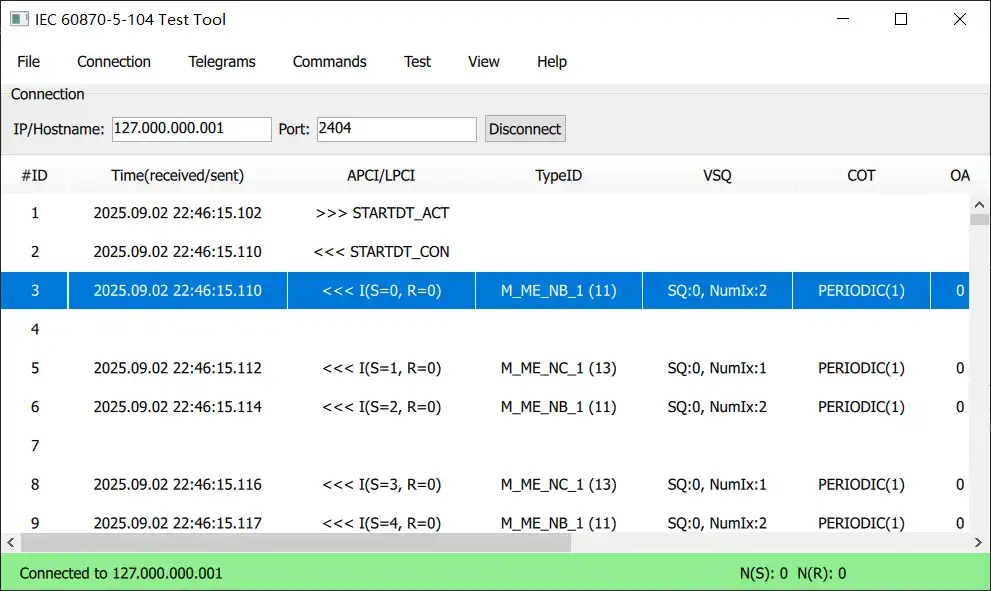 IEC 60870-5-104 Test Tool
File Connection Telegrams Commands Test View Help
Connection
IP/Hostname: 127.000.000.001 Port: 2404 Disconnect
#ID Time(received/sent) APCI/LPCI TypeID VSQ COT OA
1 2025.09.02 22:46:15.102 >>> STARTDT_ACT
2 2025.09.02 22:46:15.110 <<< STARTDT_CON
3 2025.09.02 22:46:15.110 <<< I(S=0, R=0) M_ME_NB_1 (11) SQ:0, NumIx:2 PERIODIC(1) 0
4
5 2025.09.02 22:46:15.112 <<< I(S=1, R=0) M_ME_NC_1 (13) SQ:0, NumIx:1 PERIODIC(1) 0
6 2025.09.02 22:46:15.114 <<< I(S=2, R=0) M_ME_NB_1 (11) SQ:0, NumIx:2 PERIODIC(1) 0
7
8 2025.09.02 22:46:15.116 <<< I(S=3, R=0) M_ME_NC_1 (13) SQ:0, NumIx:1 PERIODIC(1) 0
9 2025.09.02 22:46:15.117 <<< I(S=4, R=0) M_ME_NB_1 (11) SQ:0, NumIx:2 PERIODIC(1) 0
Connected to 127.000.000.001 N(S): 0 N(R): 0